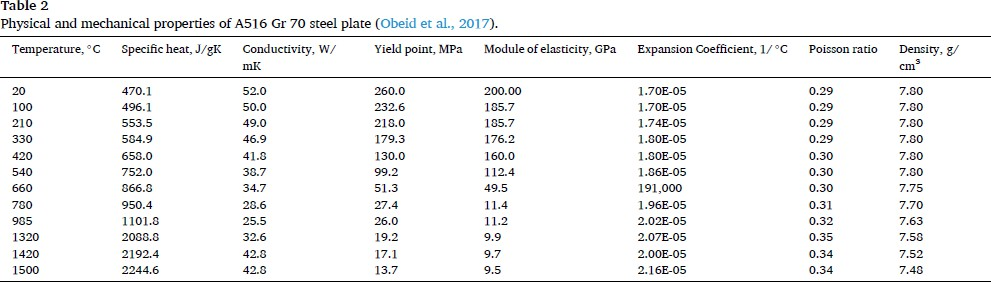 Table 2
Physical and mechanical properties of A516 Gr 70 steel plate (Obeid et al., 2017).
Temperature, °C Specific heat, J/gK Conductivity, W/ Yield point, MPa Module of elasticity, GPa Expansion Coefficient, 1/ °C Poisson ratio Density, g/
mK cm³
20 470.1 52.0 260.0 200.00 1.70E-05 0.29 7.80
100 496.1 50.0 232.6 185.7 1.70E-05 0.29 7.80
210 553.5 49.0 218.0 185.7 1.74E-05 0.29 7.80
330 584.9 46.9 179.3 176.2 1.80E-05 0.29 7.80
420 658.0 41.8 130.0 160.0 1.80E-05 0.30 7.80
540 752.0 38.7 99.2 112.4 1.86E-05 0.30 7.80
660 866.8 34.7 51.3 49.5 191,000 0.30 7.75
780 950.4 28.6 27.4 11.4 1.96E-05 0.31 7.70
985 1101.8 25.5 26.0 11.2 2.02E-05 0.32 7.63
1320 2088.8 32.6 19.2 9.9 2.07E-05 0.35 7.58
1420 2192.4 42.8 17.1 9.7 2.00E-05 0.34 7.52
1500 2244.6 42.8 13.7 9.5 2.16E-05 0.34 7.48